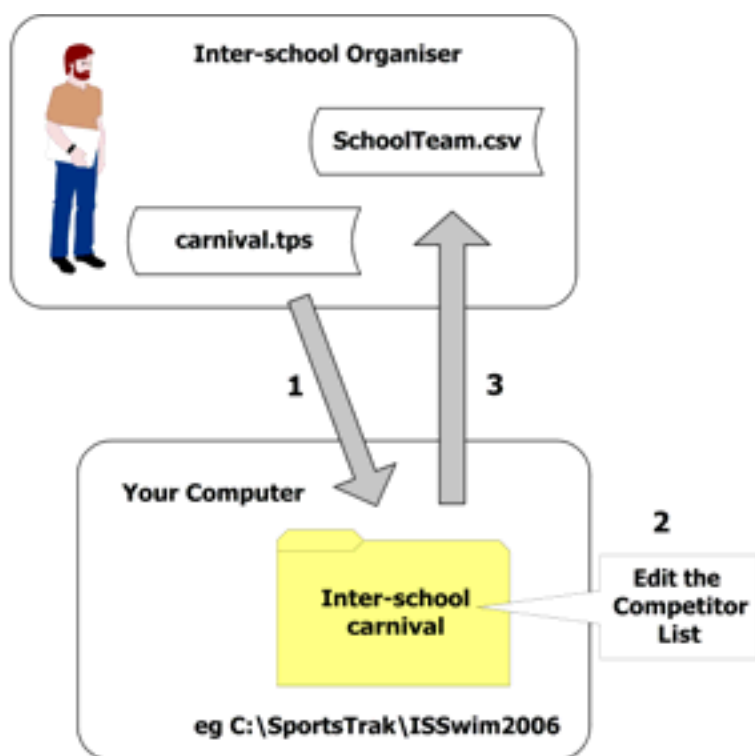 Inter-school Organiser
SchoolTeam.csv
carnival.tps
1
3
Your Computer
2
Edit the
Competitor
List
Inter-school
carnival
eg C:\SportsTrak\ISSwim2006